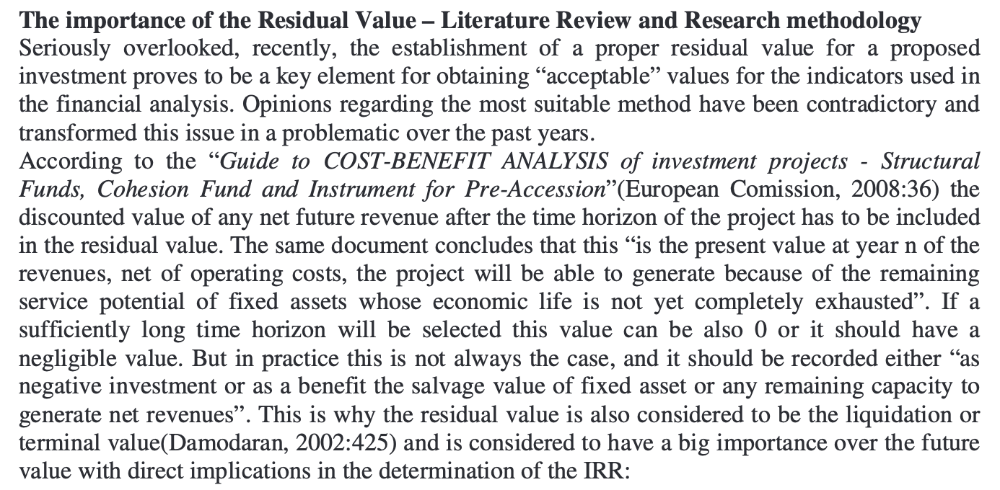 The importance of the Residual Value – Literature Review and Research methodology
Seriously overlooked, recently, the establishment of a proper residual value for a proposed
investment proves to be a key element for obtaining “acceptable” values for the indicators used in
the financial analysis. Opinions regarding the most suitable method have been contradictory and
transformed this issue in a problematic over the past years.
According to the “Guide to COST-BENEFIT ANALYSIS of investment projects - Structural
Funds, Cohesion Fund and Instrument for Pre-Accession”(European Comission, 2008:36) the
discounted value of any net future revenue after the time horizon of the project has to be included
in the residual value. The same document concludes that this “is the present value at year n of the
revenues, net of operating costs, the project will be able to generate because of the remaining
service potential of fixed assets whose economic life is not yet completely exhausted”. If a
sufficiently long time horizon will be selected this value can be also 0 or it should have a
negligible value. But in practice this is not always the case, and it should be recorded either “as
negative investment or as a benefit the salvage value of fixed asset or any remaining capacity to
generate net revenues”. This is why the residual value is also considered to be the liquidation or
terminal value(Damodaran, 2002:425) and is considered to have a big importance over the future
value with direct implications in the determination of the IRR: